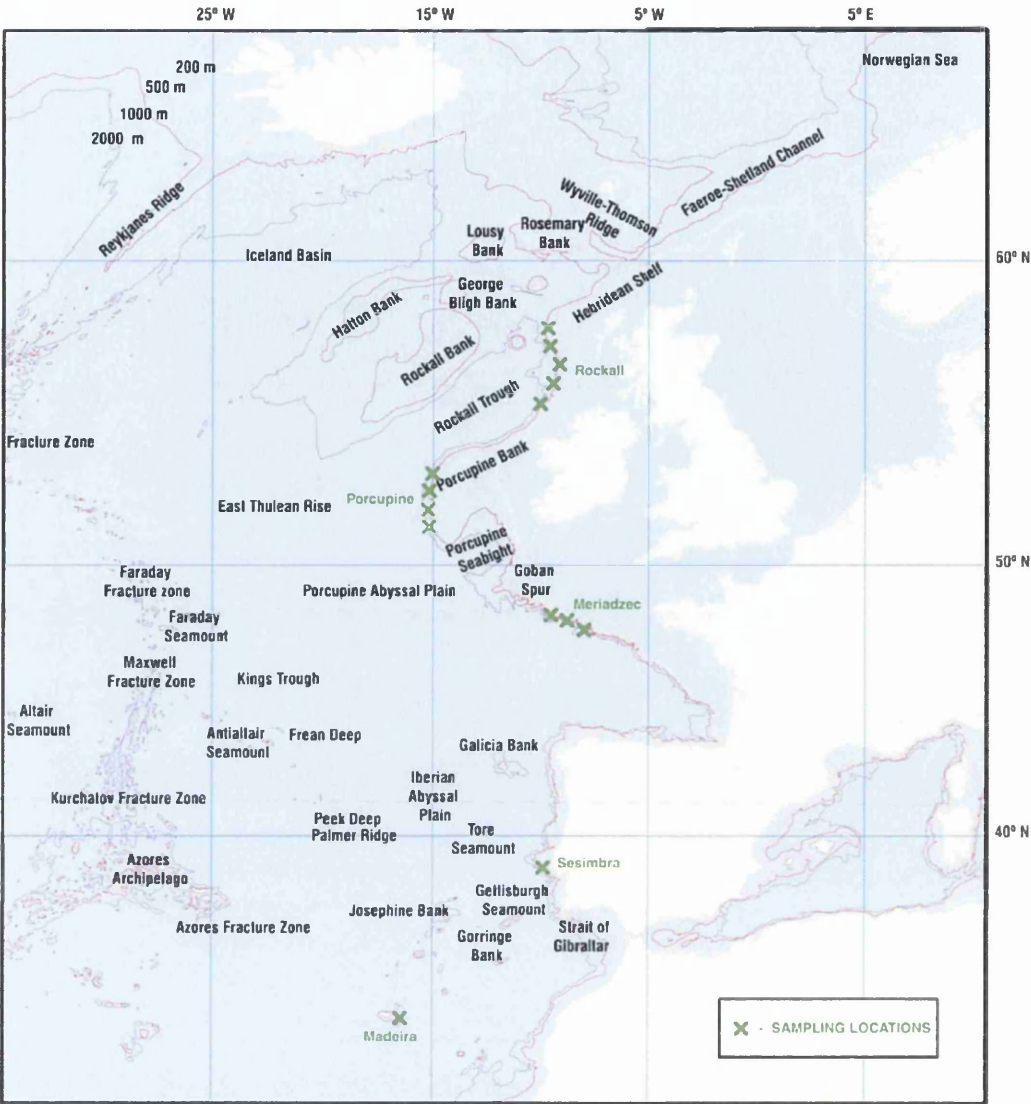 25° W
15° W
5° W
5° E
200 m
500 m
1000 m
2000 m
Norwegian Sea
Reykjanes Ridge
Faeroe-Shetland Channel
Wyville-Thomson
Ridge
Rosemary
Bank
Lousy
Bank
Iceland Basin
60° N
George
Bligh Bank
Hebridean Shelf
Hatton Bank
Rockall Bank
Rockall
Rockall Trough
Fracture Zone
Porcupine Bank
Porcupine
East Thulean Rise
Porcupine
Seabight
50° N
Faraday
Fracture zone
Porcupine Abyssal Plain
Goban
Spur
Meriadzec
Faraday
Seamount
Maxwell
Fracture Zone
Kings Trough
Altair
Seamount
Antialtair
Seamount
Frean Deep
Galicia Bank
Iberian
Abyssal
Plain
Kurchatov Fracture Zone
Peek Deep
Palmer Ridge
Tore
Seamount
40° N
Azores
Archipelago
Sesimbra
Gettisburgh
Seamount
Josephine Bank
Azores Fracture Zone
Gorringe
Bank
Strait of
Gibraltar
Madeira
X - SAMPLING LOCATIONS